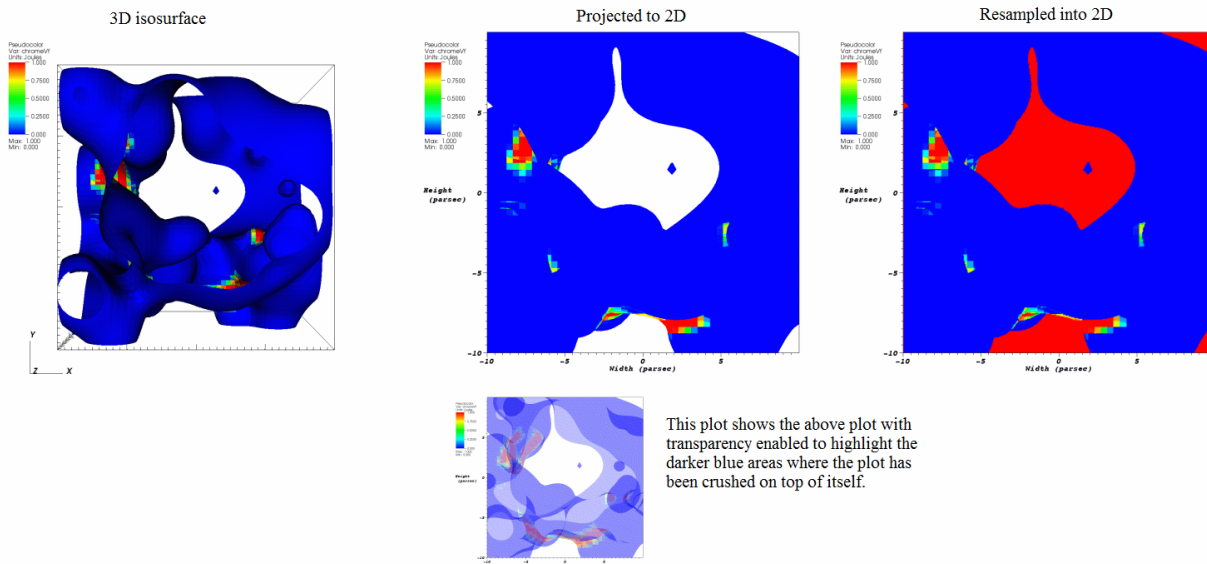 3D isosurface
Projected to 2D
Resampled into 2D
Pseudocolor
Var: chromeVf
Units: Joules
1.000
0.7500
0.5000
0.2500
0.000
Max: 1.000
Min: 0.000
Y
Z X
Pseudocolor
Var: chromeVf
Units: Joules
1.000
0.7500
0.5000
0.2500
0.000
Max: 1.000
Min: 0.000
5
Height
(parsec)
0
-5
-10
-10 -5 0 5
Width (parsec)
Pseudocolor
Var: chromeVf
Units: Joules
1.000
0.7500
0.5000
0.2500
0.000
Max: 1.000
Min: 0.000
5
Height
(parsec)
0
-5
-10
-10 -5 0 5
Width (parsec)
Pseudocolor
Height
(parsec)
This plot shows the above plot with
transparency enabled to highlight the
darker blue areas where the plot has
been crushed on top of itself.